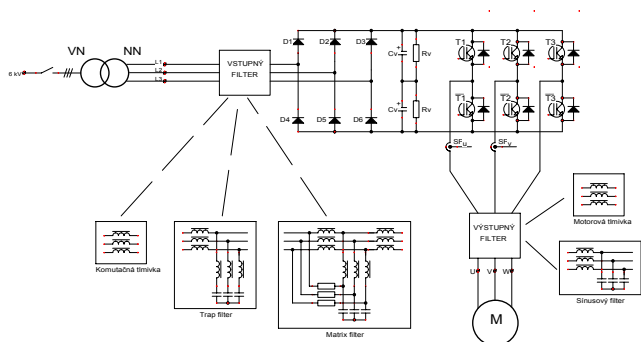 VN NN
6 kV
L1
L2
L3
VSTUPNÝ
FILTER
D1 D2 D3
D4 D5 D6
Cv Rv
Cv Rv
T1 T2 T3
T1 T2 T3
SFu SFv
VÝSTUPNÝ
FILTER
U V W
M
Komutačná tlmivka
Trap filter
Matrix filter
Motorová tlmivka
Sínusový filter